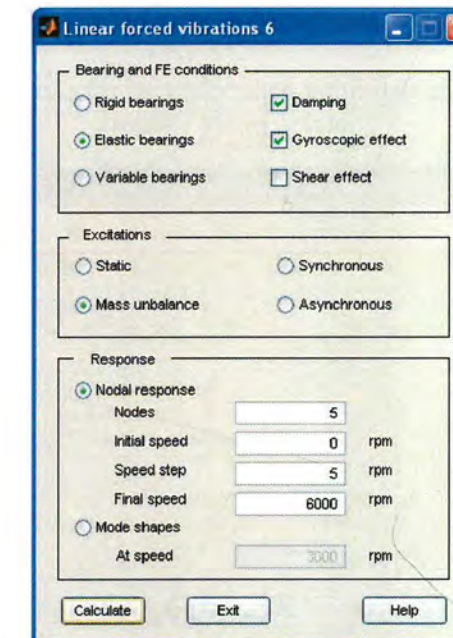 Linear forced vibrations 6
Bearing and FE conditions
Rigid bearings
Damping
Elastic bearings
Gyroscopic effect
Variable bearings
Shear effect
Excitations
Static
Synchronous
Mass unbalance
Asynchronous
Response
Nodal response
Nodes 5
Initial speed 0 rpm
Speed step 5 rpm
Final speed 6000 rpm
Mode shapes
At speed 3000 rpm
Calculate
Exit
Help